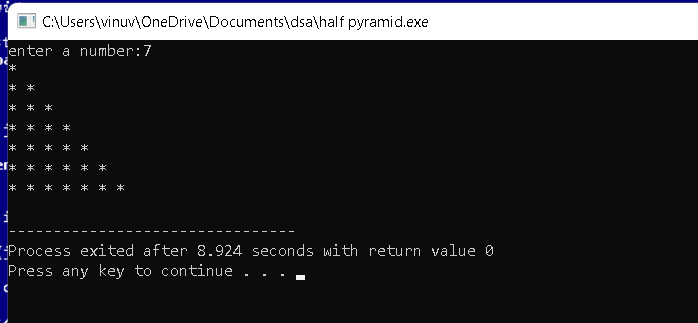 C:\Users\vinuv\OneDrive\Documents\dsa\half pyramid.exe
enter a number:7
*
* *
* * *
* * * *
* * * * *
* * * * * *
* * * * * * *
--------------------------------
Process exited after 8.924 seconds with return value 0
Press any key to continue . . .